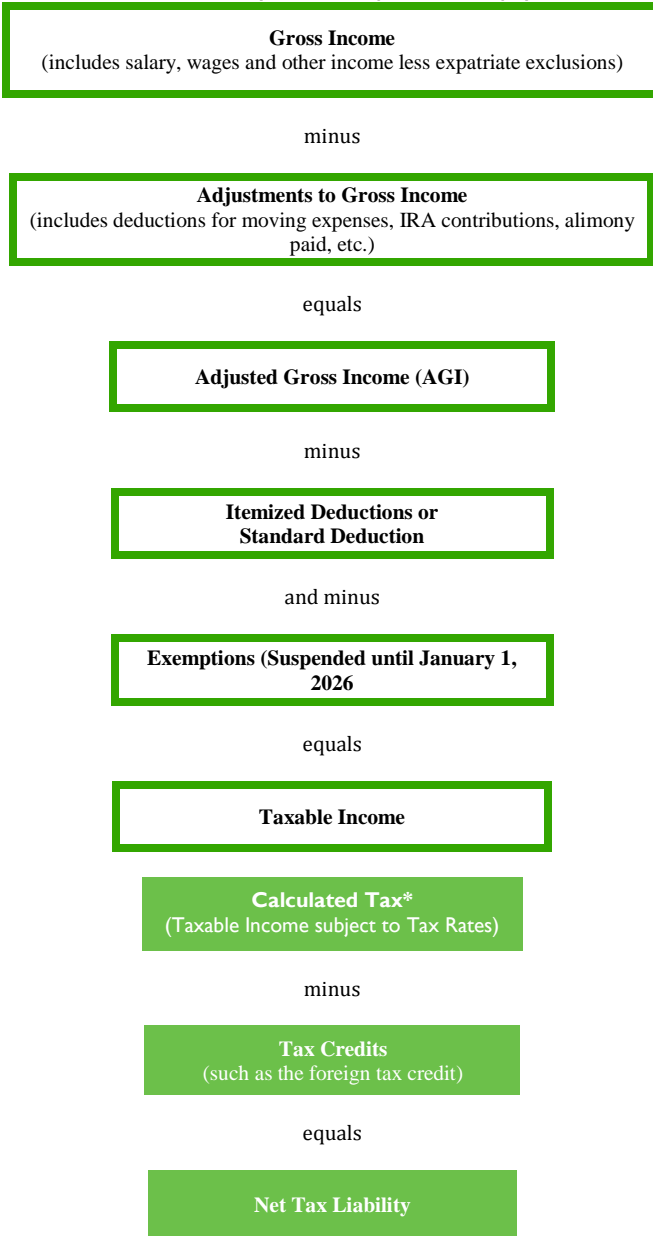 Gross Income
(includes salary, wages and other income less expatriate exclusions)
minus
Adjustments to Gross Income
(includes deductions for moving expenses, IRA contributions, alimony
paid, etc.)
equals
Adjusted Gross Income (AGI)
minus
Itemized Deductions or
Standard Deduction
and minus
Exemptions (Suspended until January 1,
2026
equals
Taxable Income
Calculated Tax*
(Taxable Income subject to Tax Rates)
minus
Tax Credits
(such as the foreign tax credit)
equals
Net Tax Liability